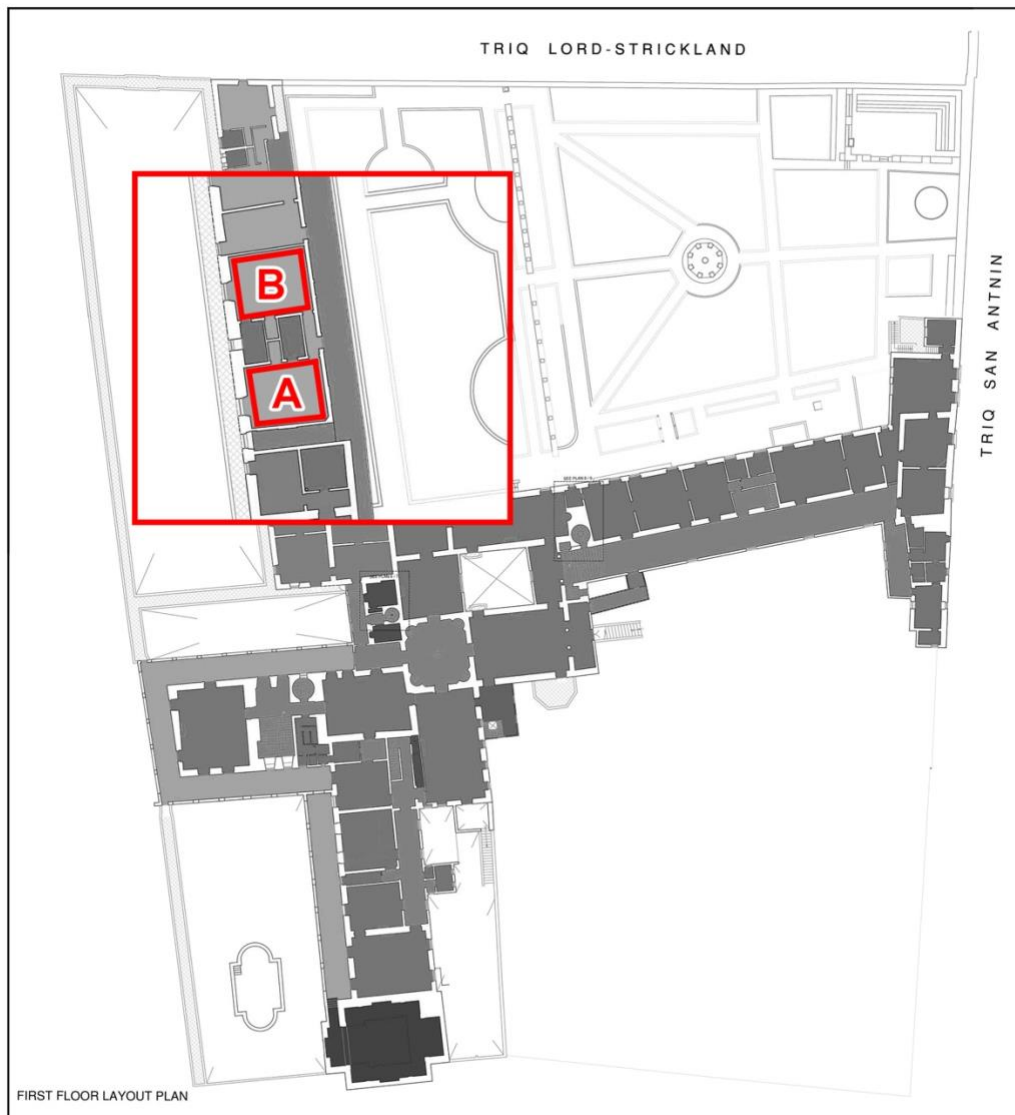 TRIQ LORD-STRICKLAND
TRIQ SAN ANTNIN
B
A
FIRST FLOOR LAYOUT PLAN